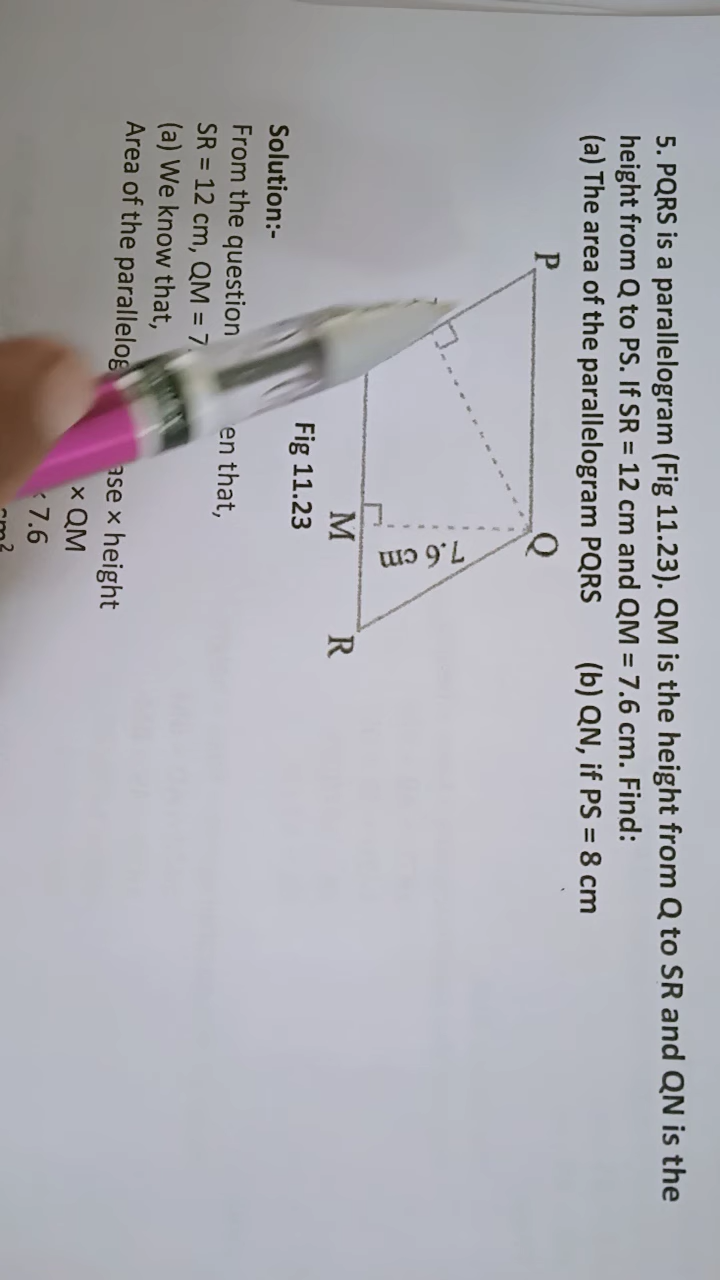 5. PQRS is a parallelogram (Fig 11.23). QM is the height from Q to SR and QN is the
height from Q to PS. If SR = 12 cm and QM = 7.6 cm. Find:
(a) The area of the parallelogram PQRS (b) QN, if PS = 8 cm
P
Q
7.6 cm
M
R
Fig 11.23
Solution:-
From the question
en that,
SR = 12 cm, QM = 7
(a) We know that,
Area of the parallelog ase x height
x QM
7.6
cm²